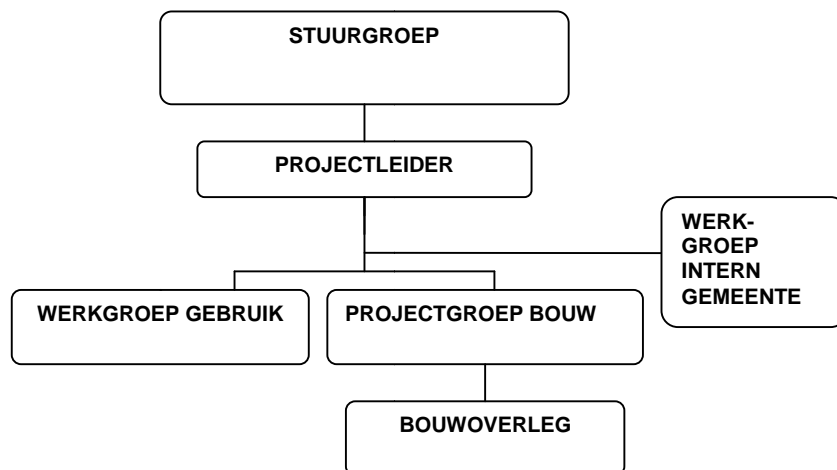 STUURGROEP
PROJECTLEIDER
WERK-
GROEP
INTERN
GEMEENTE
WERKGROEP GEBRUIK
PROJECTGROEP BOUW
BOUWOVERLEG